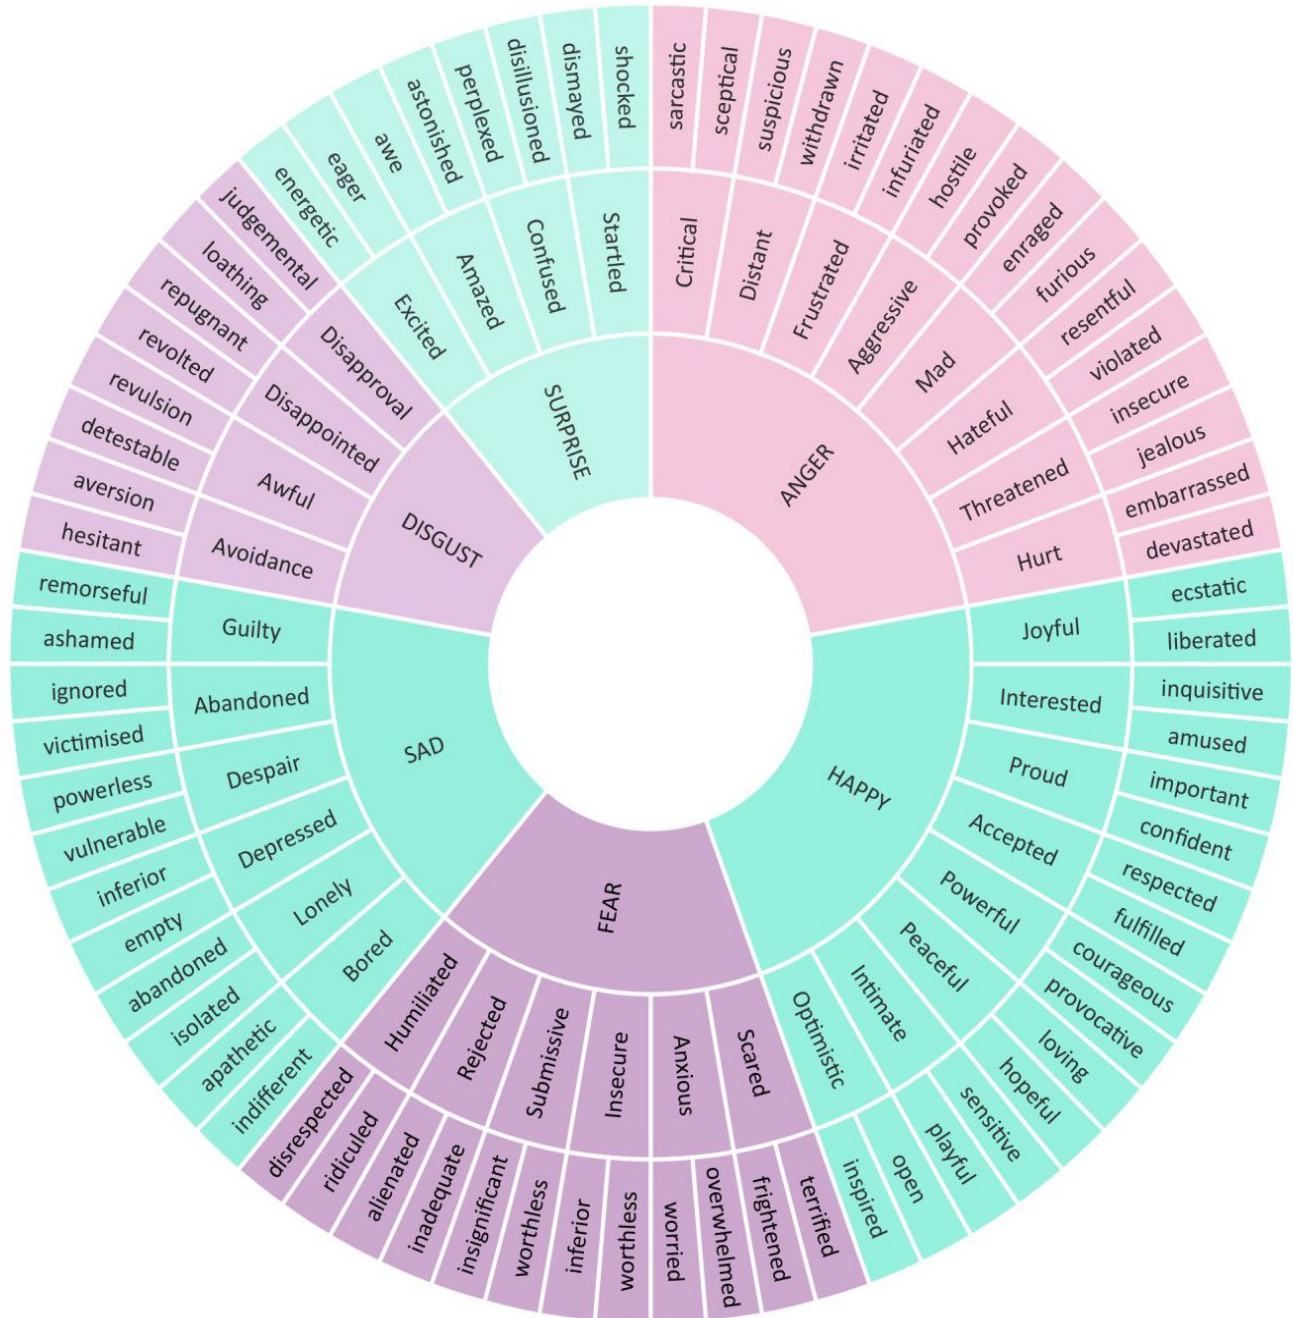 SURPRISE
Excited
energetic
eager
Amazed
awe
astonished
Confused
perplexed
disillusioned
Startled
dismayed
shocked
ANGER
Critical
sarcastic
sceptical
Distant
suspicious
withdrawn
Frustrated
irritated
infuriated
Aggressive
hostile
provoked
Mad
enraged
furious
Hateful
resentful
violated
Threatened
insecure
jealous
Hurt
embarrassed
devastated
HAPPY
Joyful
ecstatic
liberated
Interested
inquisitive
amused
Proud
important
confident
Accepted
respected
fulfilled
Powerful
courageous
provocative
Peaceful
loving
hopeful
Intimate
sensitive
playful
Optimistic
open
inspired
FEAR
Scared
terrified
frightened
Anxious
overwhelmed
worried
Insecure
worthless
inferior
Submissive
worthless
insignificant
Rejected
inadequate
alienated
Humiliated
ridiculed
disrespected
SAD
Bored
indifferent
apathetic
Lonely
isolated
abandoned
Depressed
empty
inferior
Despair
vulnerable
powerless
Abandoned
victimised
ignored
Guilty
ashamed
remorseful
DISGUST
Avoidance
hesitant
aversion
Awful
detestable
revulsion
Disappointed
revolted
repugnant
Disapproval
loathing
judgemental